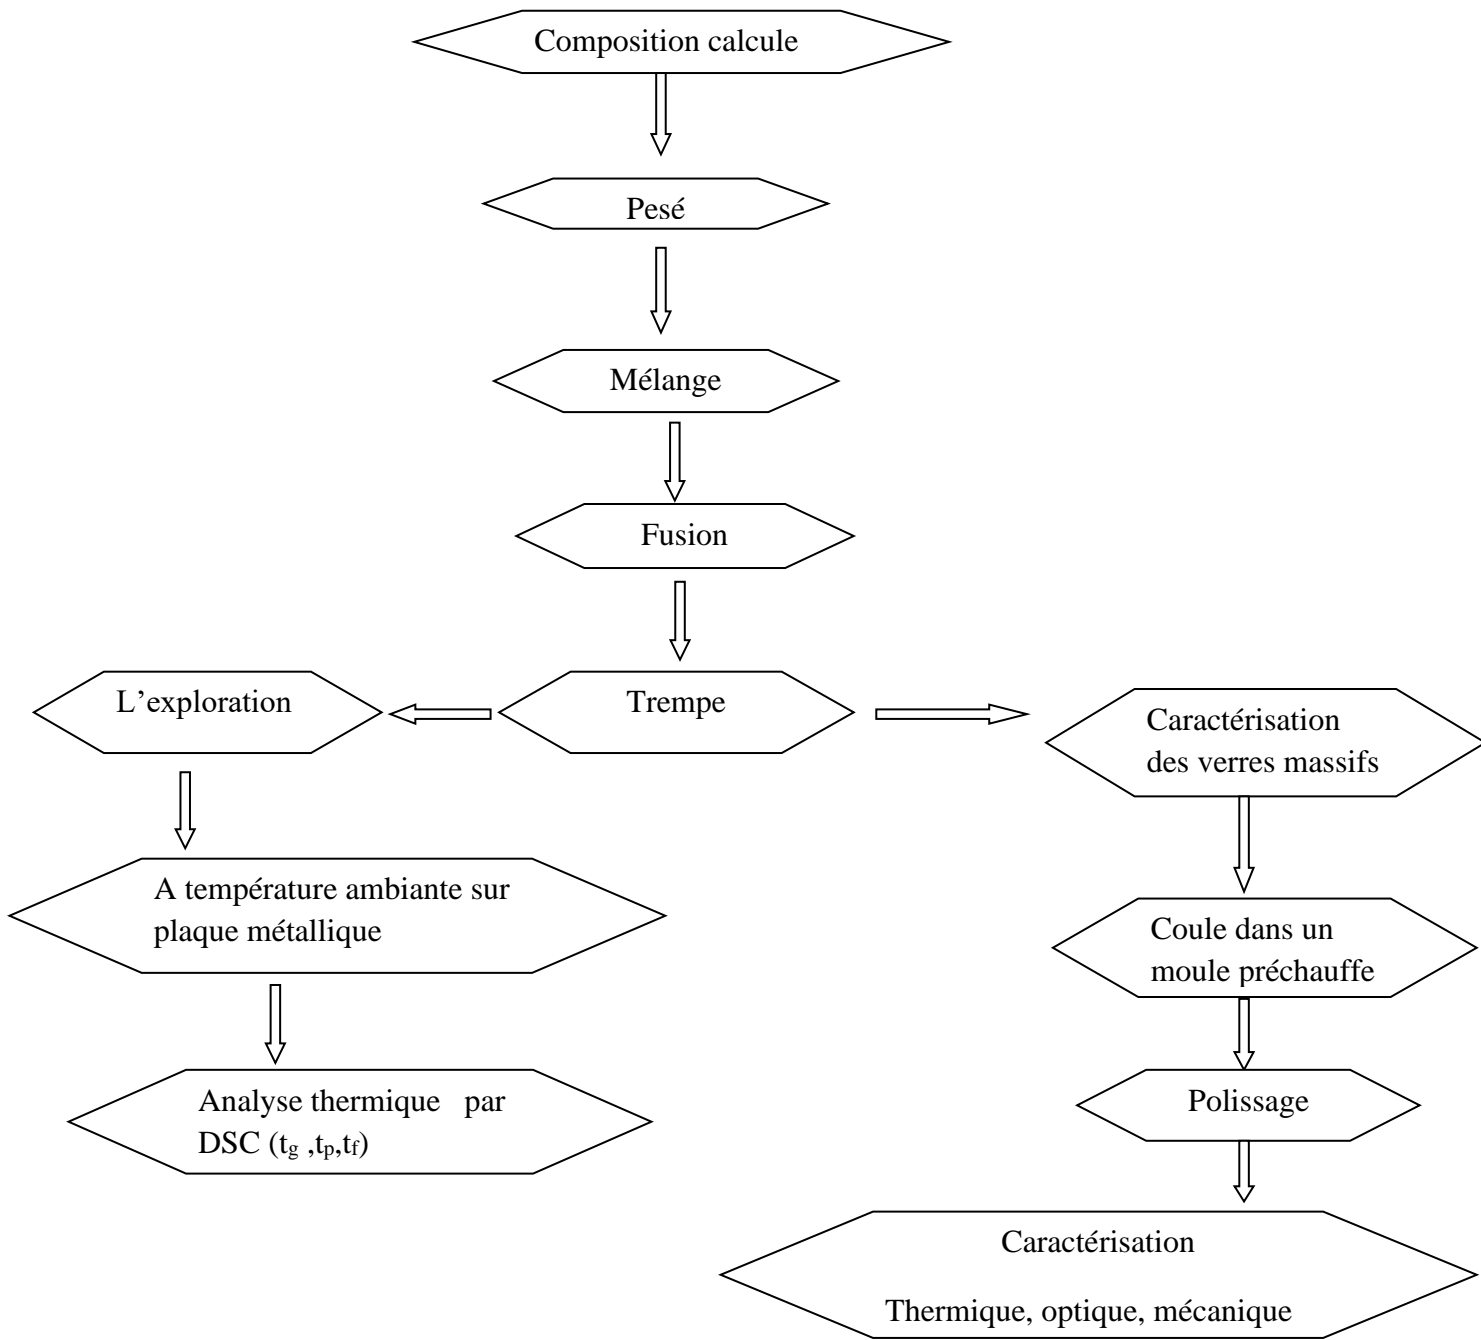 Composition calcule
Pesé
Mélange
Fusion
Trempe
L’exploration
A température ambiante sur
plaque métallique
Analyse thermique par
DSC (tg ,tp,tf)
Caractérisation
des verres massifs
Coule dans un
moule préchauffe
Polissage
Caractérisation
Thermique, optique, mécanique